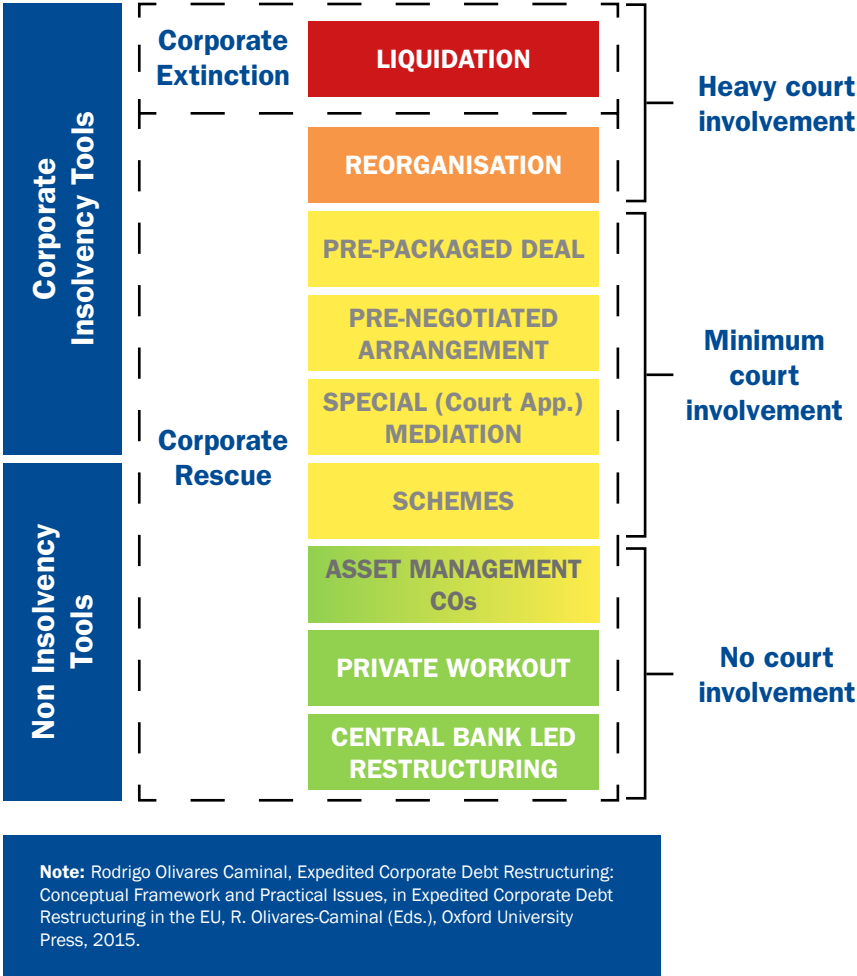 Corporate
Insolvency Tools
Non Insolvency
Tools
Corporate
Extinction
Corporate
Rescue
LIQUIDATION
REORGANISATION
PRE-PACKAGED DEAL
PRE-NEGOTIATED
ARRANGEMENT
SPECIAL (Court App.)
MEDIATION
SCHEMES
ASSET MANAGEMENT
COs
PRIVATE WORKOUT
CENTRAL BANK LED
RESTRUCTURING
Heavy court
involvement
Minimum
court
involvement
No court
involvement
Note: Rodrigo Olivares Caminal, Expedited Corporate Debt Restructuring:
Conceptual Framework and Practical Issues, in Expedited Corporate Debt
Restructuring in the EU, R. Olivares-Caminal (Eds.), Oxford University
Press, 2015.